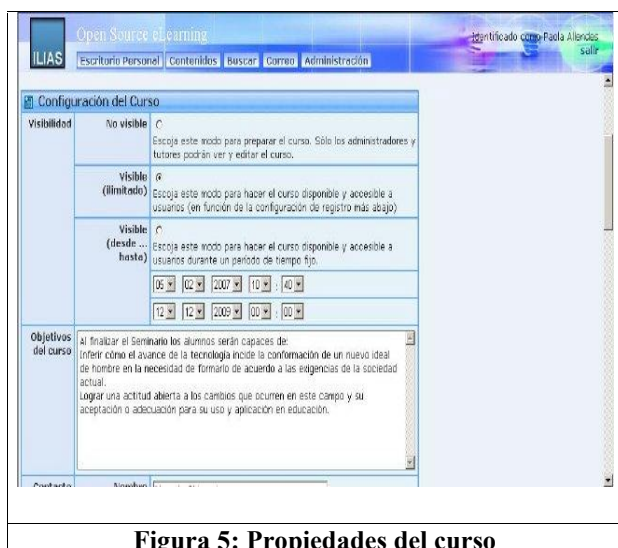 Open Source eLearning
Identificado como Paola Allendes
salir
ILIAS
Escritorio Personal Contenidos Buscar Correo Administración
Configuración del Curso
Visibilidad
No visible
Escoja este modo para preparar el curso. Sólo los administradores y
tutores podrán ver y editar el curso.
Visible
(ilimitado)
Escoja este modo para hacer el curso disponible y accesible a
usuarios (en función de la configuración de registro más abajo)
Visible
(desde ...
hasta)
Escoja este modo para hacer el curso disponible y accesible a
usuarios durante un período de tiempo fijo.
05 02 2007 10 : 40
12 12 2009 00 : 00
Objetivos
del curso
Al finalizar el Seminario los alumnos serán capaces de:
Inferir cómo el avance de la tecnología incide la conformación de un nuevo ideal
de hombre en la necesidad de formarlo de acuerdo a las exigencias de la sociedad
actual.
Lograr una actitud abierta a los cambios que ocurren en este campo y su
aceptación o adecuación para su uso y aplicación en educación.
Contacto
Nombre
Figura 5: Propiedades del curso